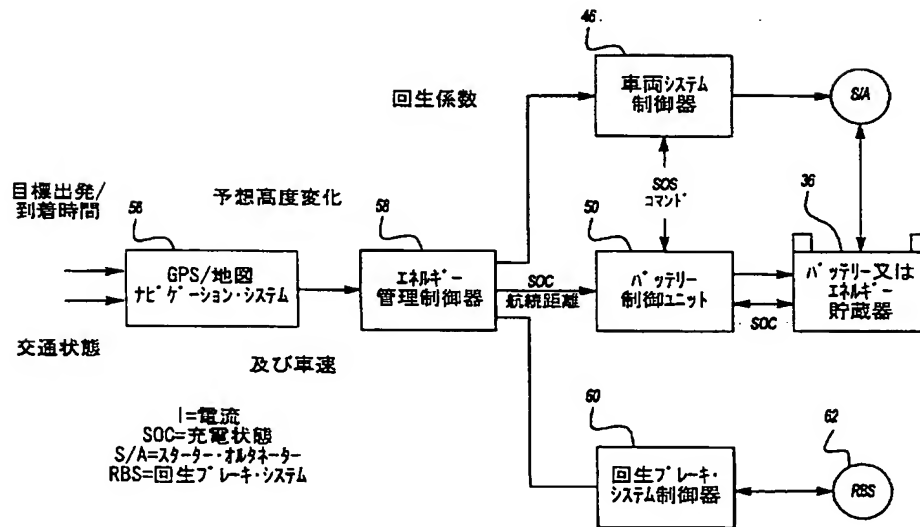 46
回生係数
車両システム
制御器
S/A
目標出発/
到着時間
予想高度変化
56
58
SOS
コマンド
50
36
GPS/地図
ナビゲーション・システム
エネルギー
管理制御器
SOC
航続距離
バッテリー
制御ユニット
SOC
バッテリー又は
エネルギー
貯蔵器
交通状態
及び車速
I=電流
SOC=充電状態
S/A=スターター・オルタネーター
RBS=回生ブレーキ・システム
60
62
回生ブレーキ・
システム制御器
RBS